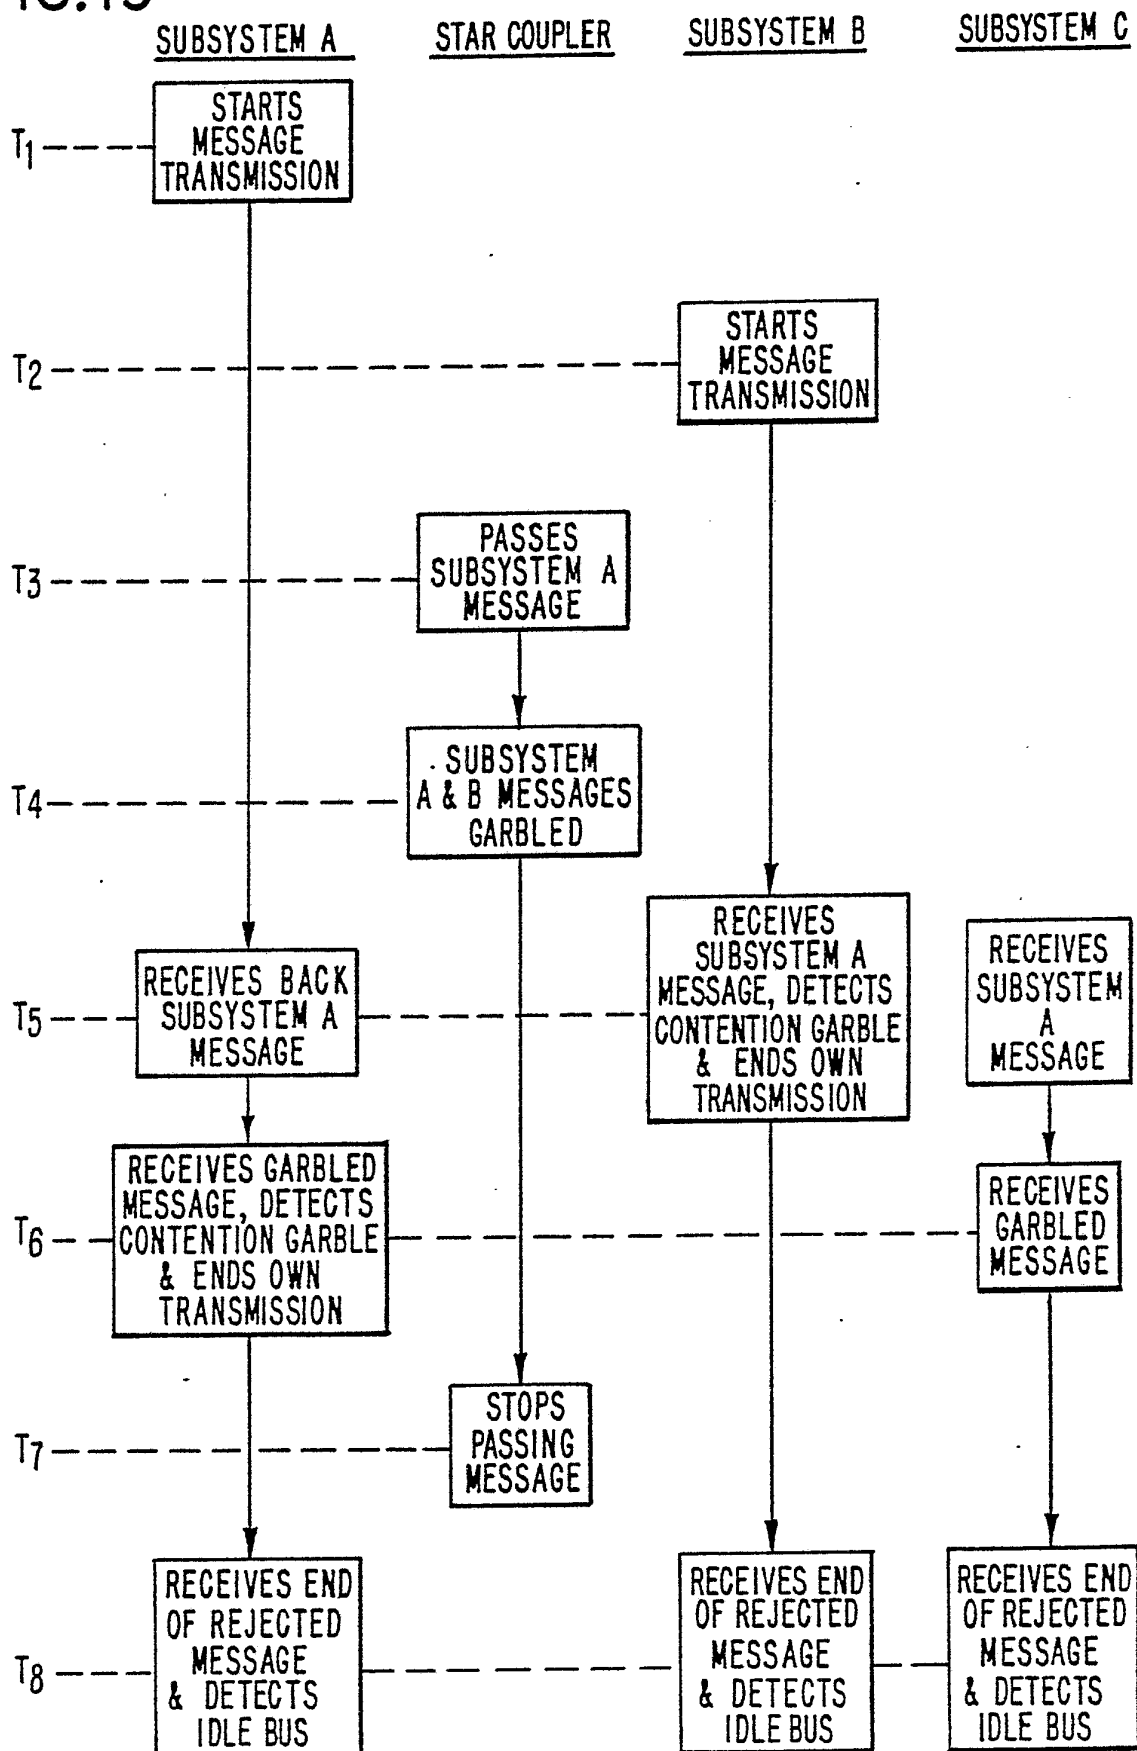 SUBSYSTEM A STAR COUPLER SUBSYSTEM B SUBSYSTEM C
T1
STARTS
MESSAGE
TRANSMISSION
T2
STARTS
MESSAGE
TRANSMISSION
T3
PASSES
SUBSYSTEM A
MESSAGE
T4
SUBSYSTEM
A & B MESSAGES
GARBLED
T5
RECEIVES BACK
SUBSYSTEM A
MESSAGE
RECEIVES
SUBSYSTEM A
MESSAGE, DETECTS
CONTENTION GARBLE
& ENDS OWN
TRANSMISSION
RECEIVES
SUBSYSTEM
A
MESSAGE
T6
RECEIVES GARBLED
MESSAGE, DETECTS
CONTENTION GARBLE
& ENDS OWN
TRANSMISSION
RECEIVES
GARBLED
MESSAGE
T7
STOPS
PASSING
MESSAGE
T8
RECEIVES END
OF REJECTED
MESSAGE
& DETECTS
IDLE BUS
RECEIVES END
OF REJECTED
MESSAGE
& DETECTS
IDLE BUS
RECEIVES END
OF REJECTED
MESSAGE
& DETECTS
IDLE BUS